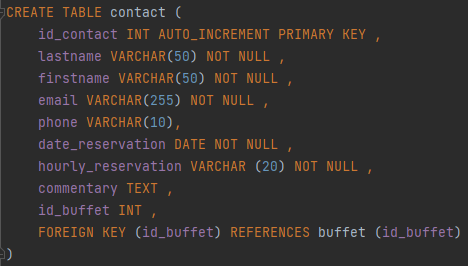 CREATE TABLE contact (
id_contact INT AUTO_INCREMENT PRIMARY KEY ,
lastname VARCHAR(50) NOT NULL ,
firstname VARCHAR(50) NOT NULL ,
email VARCHAR(255) NOT NULL ,
phone VARCHAR(10),
date_reservation DATE NOT NULL ,
hourly_reservation VARCHAR (20) NOT NULL ,
commentary TEXT ,
id_buffet INT ,
FOREIGN KEY (id_buffet) REFERENCES buffet (id_buffet)
)